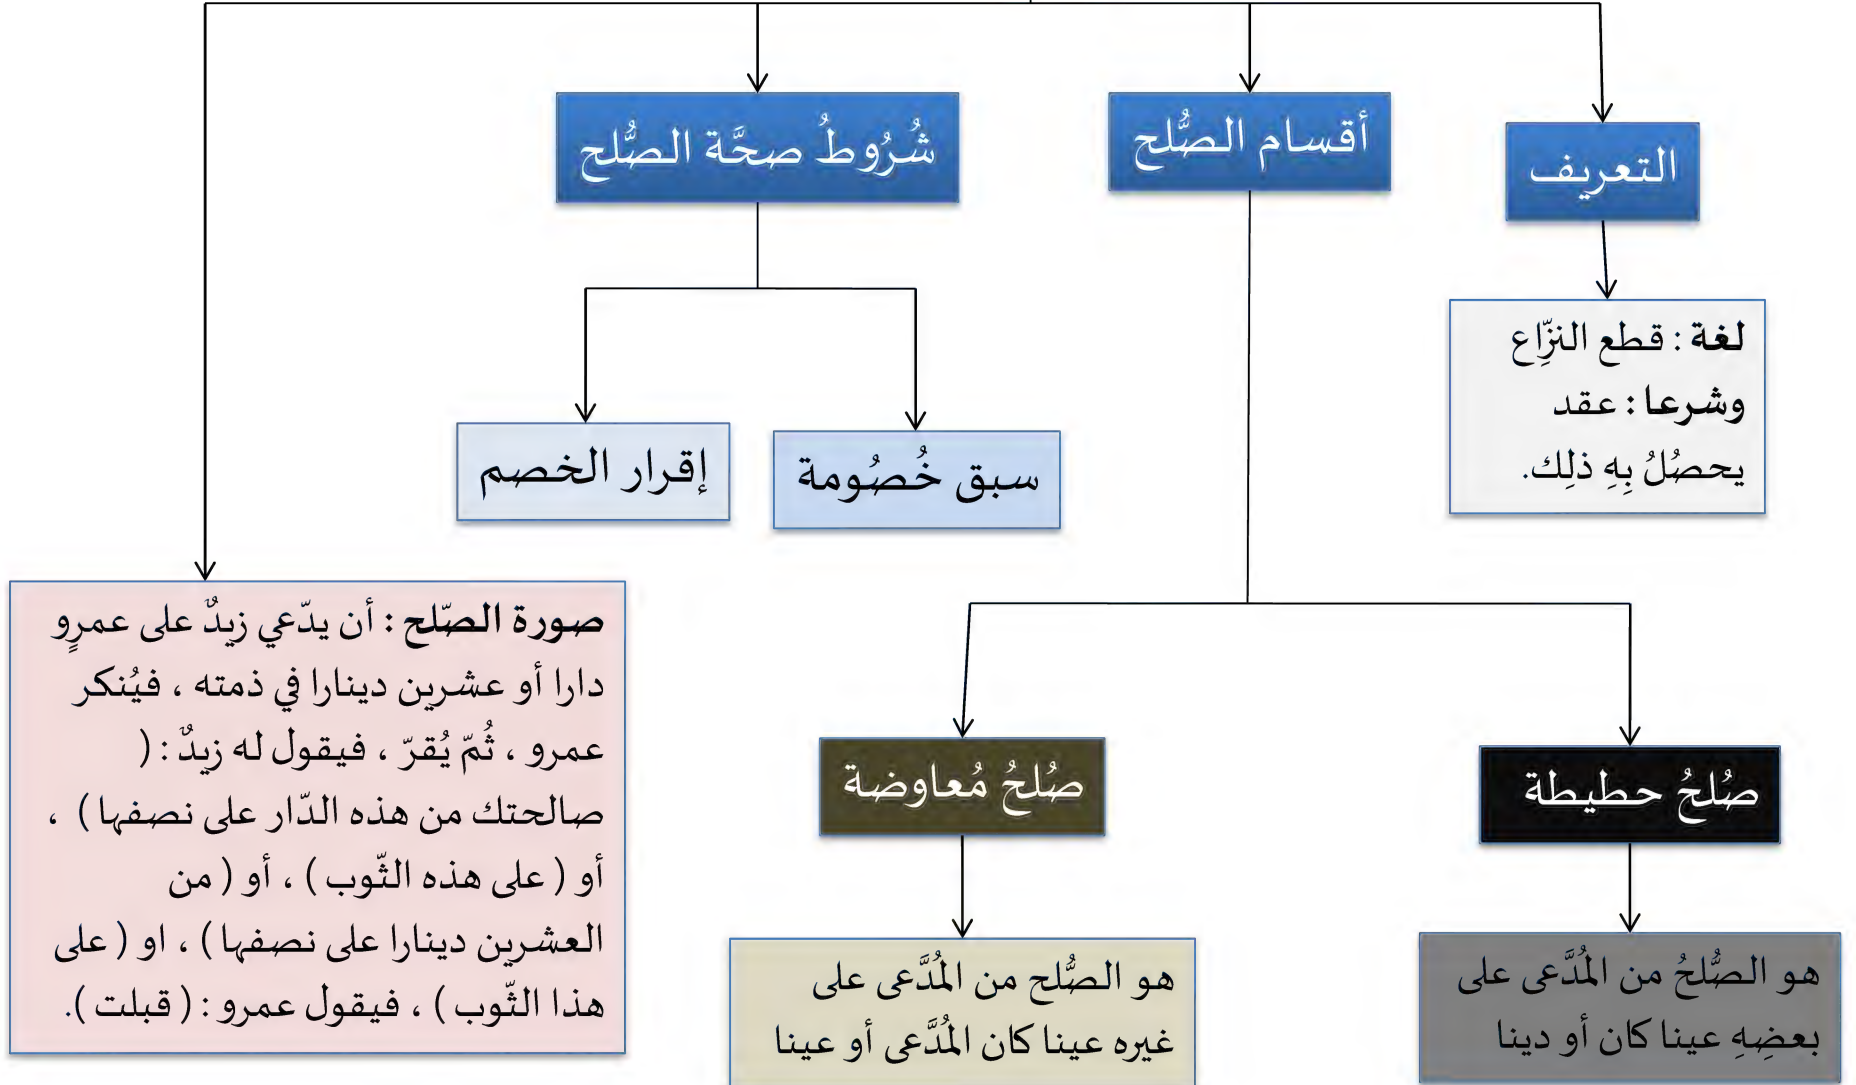 التعريف
لغة : قطع النزِّاع
وشرعا : عقد
يحصُلُ بِهِ ذلِك.
أقسام الصُّلح
صُلحُ حطيطة
هو الصُّلحُ من المُدَّعى على
بعضِهِ عينا كان أو دينا
صُلحُ مُعاوضة
هو الصُّلح من المُدَّعى على
غيره عينا كان المُدَّعى أو عينا
شُرُوطُ صحَّة الصُّلح
سبق خُصُومة
إقرار الخصم
صورة الصّلح : أن يدّعي زيدٌ على عمرٍو
دارا أو عشرين دينارا في ذمته ، فيُنكر
عمرو ، ثُمّ يُقرّ ، فيقول له زيدٌ : (
صالحتك من هذه الدّار على نصفها ) ،
أو ( على هذه الثّوب ) ، أو ( من
العشرين دينارا على نصفها ) ، او ( على
هذا الثّوب ) ، فيقول عمرو : ( قبلت ).